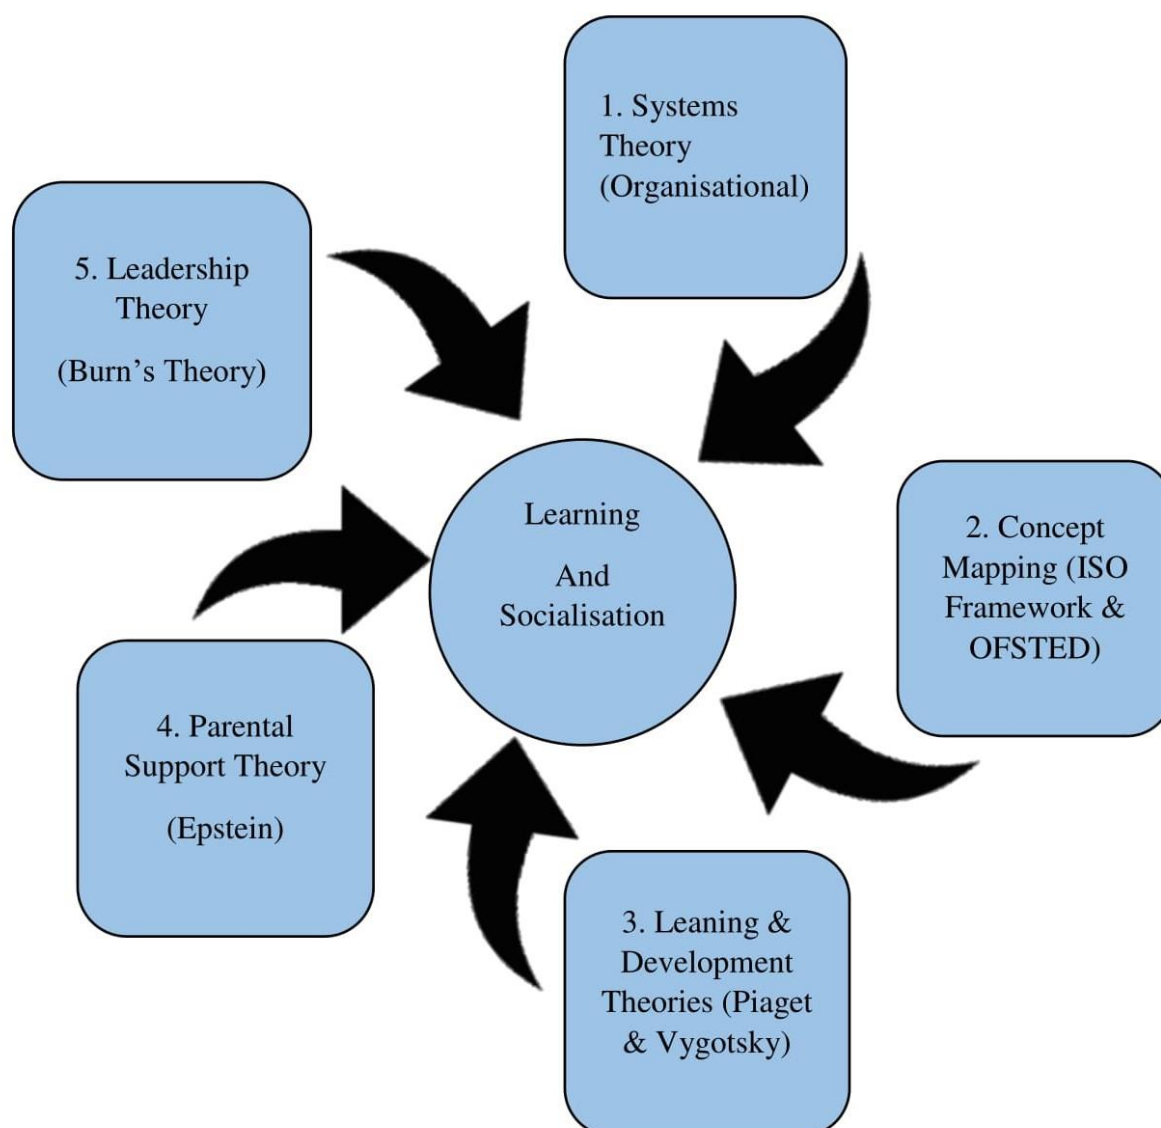 1. Systems
Theory
(Organisational)
2. Concept
Mapping (ISO
Framework &
OFSTED)
3. Leaning &
Development
Theories (Piaget
& Vygotsky)
4. Parental
Support Theory
(Epstein)
5. Leadership
Theory
(Burn’s Theory)
Learning
And
Socialisation